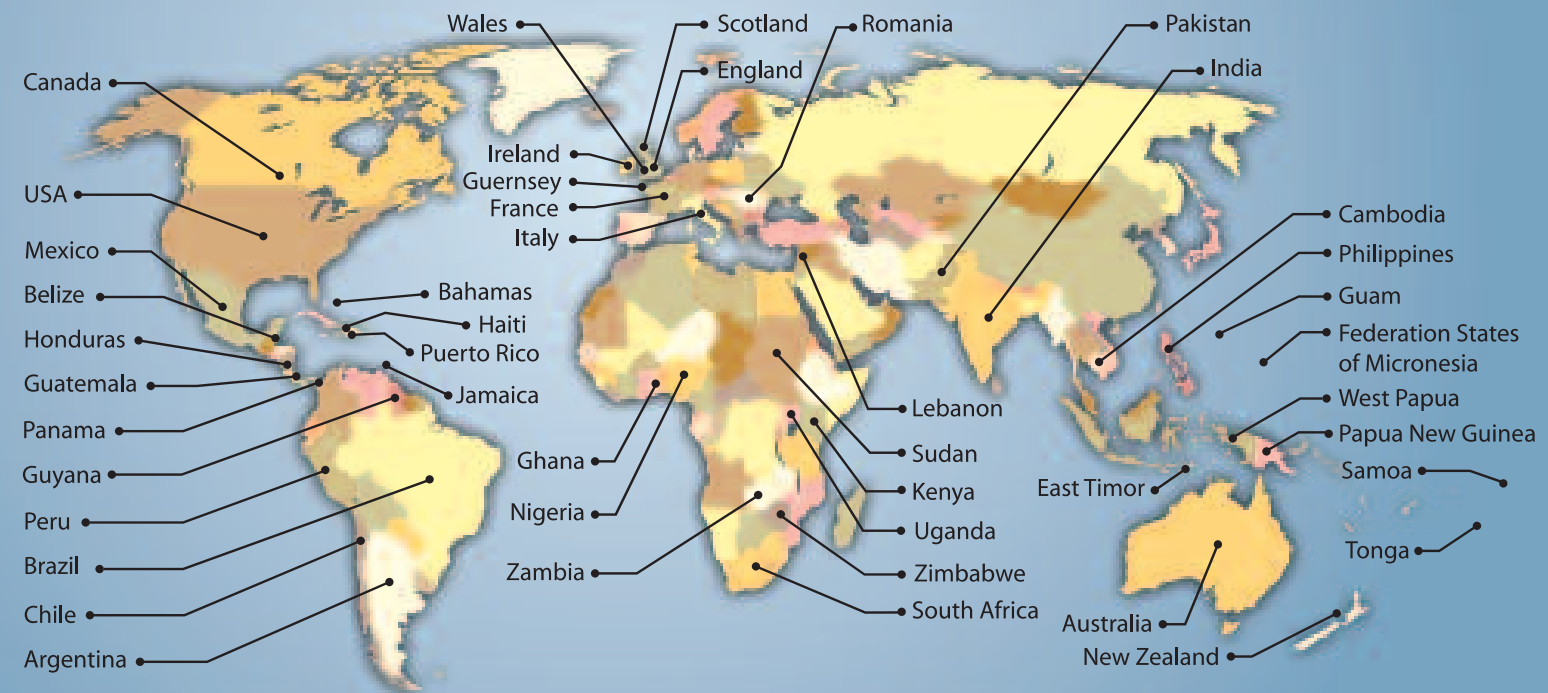 Wales
Scotland
Romania
Pakistan
Canada
England
India
Ireland
USA
Guernsey
France
Italy
Cambodia
Mexico
Philippines
Belize
Bahamas
Guam
Honduras
Haiti
Federation States
of Micronesia
Puerto Rico
Guatemala
Jamaica
Lebanon
West Papua
Panama
Papua New Guinea
Guyana
Ghana
Sudan
Samoa
Kenya
East Timor
Peru
Nigeria
Uganda
Tonga
Brazil
Zambia
Zimbabwe
Chile
South Africa
Australia
Argentina
New Zealand